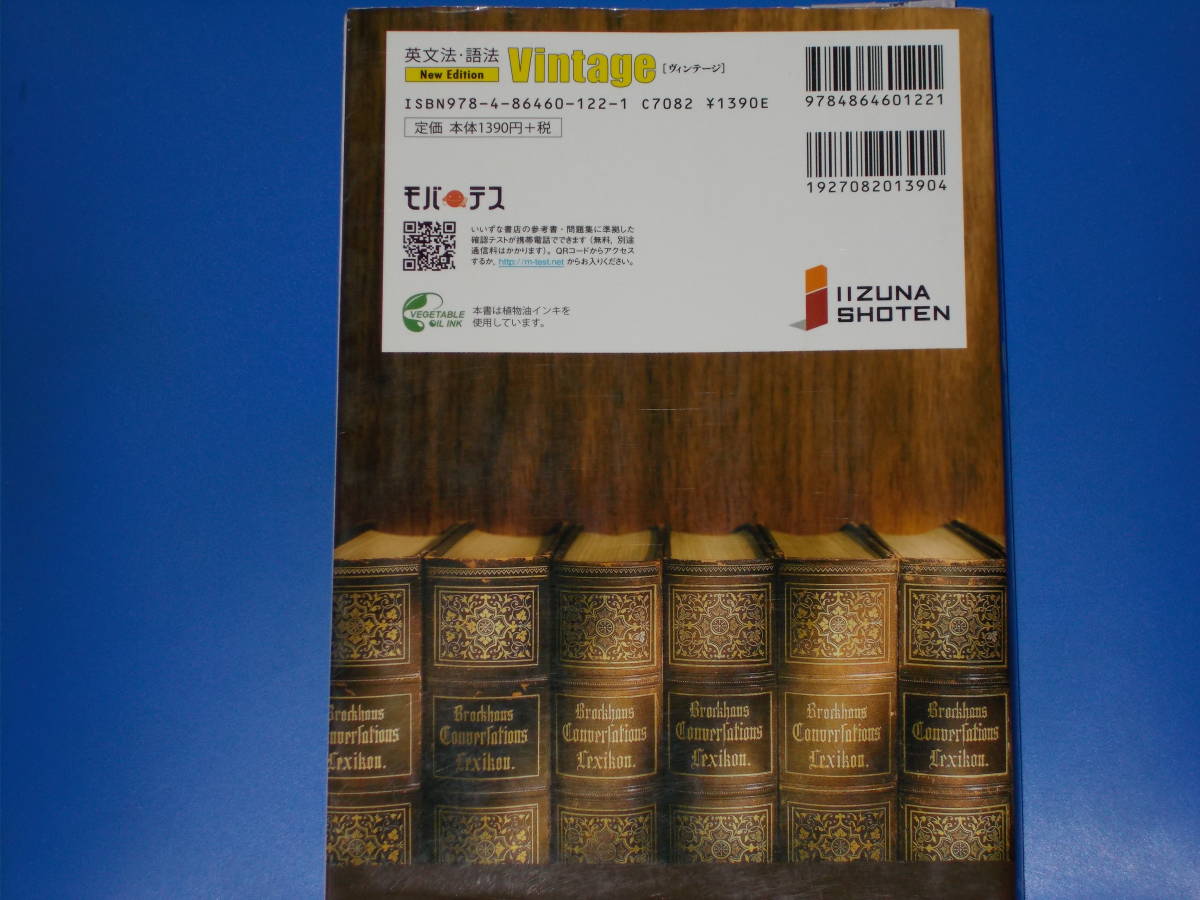 英文法・語法
New Edition
Vintage [ヴィンテージ]
ISBN978-4-86460-122-1 C7082 ¥1390E
定価 本体1390円+税
9784864601221
1927082013904
モバテス
いいずな書店の参考書・問題集に準拠した
確認テストが携帯電話でできます(無料, 別途
通信料はかかります)。QRコードからアクセス
するか, http://m-test.net からお入りください。
VEGETABLE
OIL INK
本書は植物油インキを
使用しています。
IIZUNA
SHOTEN
Brockhaus
Converſations
Lexikon.
Brockhaus
Converſations
Lexikon.
Brockhaus
Converſations
Lexikon.
Brockhaus
Converſations
Lexikon.
Brockhaus
Converſations
Lexikon.
Brockhaus
Converſations
Lexikon.